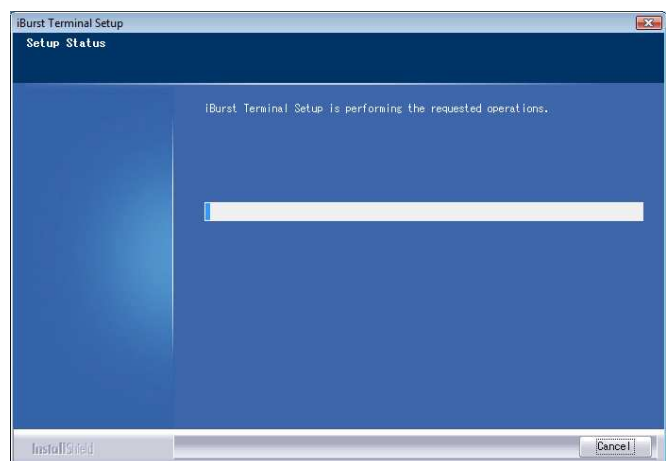 iBurst Terminal Setup
Setup Status
iBurst Terminal Setup is performing the requested operations.
InstallShield
Cancel